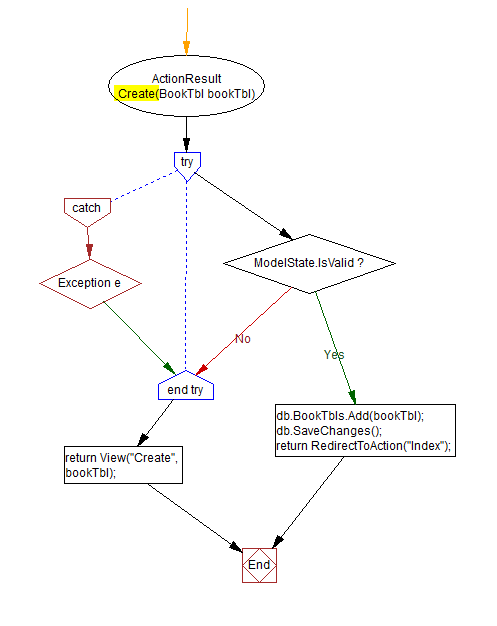 ActionResult
Create(BookTbl bookTbl)
try
catch
ModelState.IsValid ?
Exception e
No
Yes
end try
db.BookTbls.Add(bookTbl);
db.SaveChanges();
return RedirectToAction("Index");
return View("Create",
bookTbl);
End